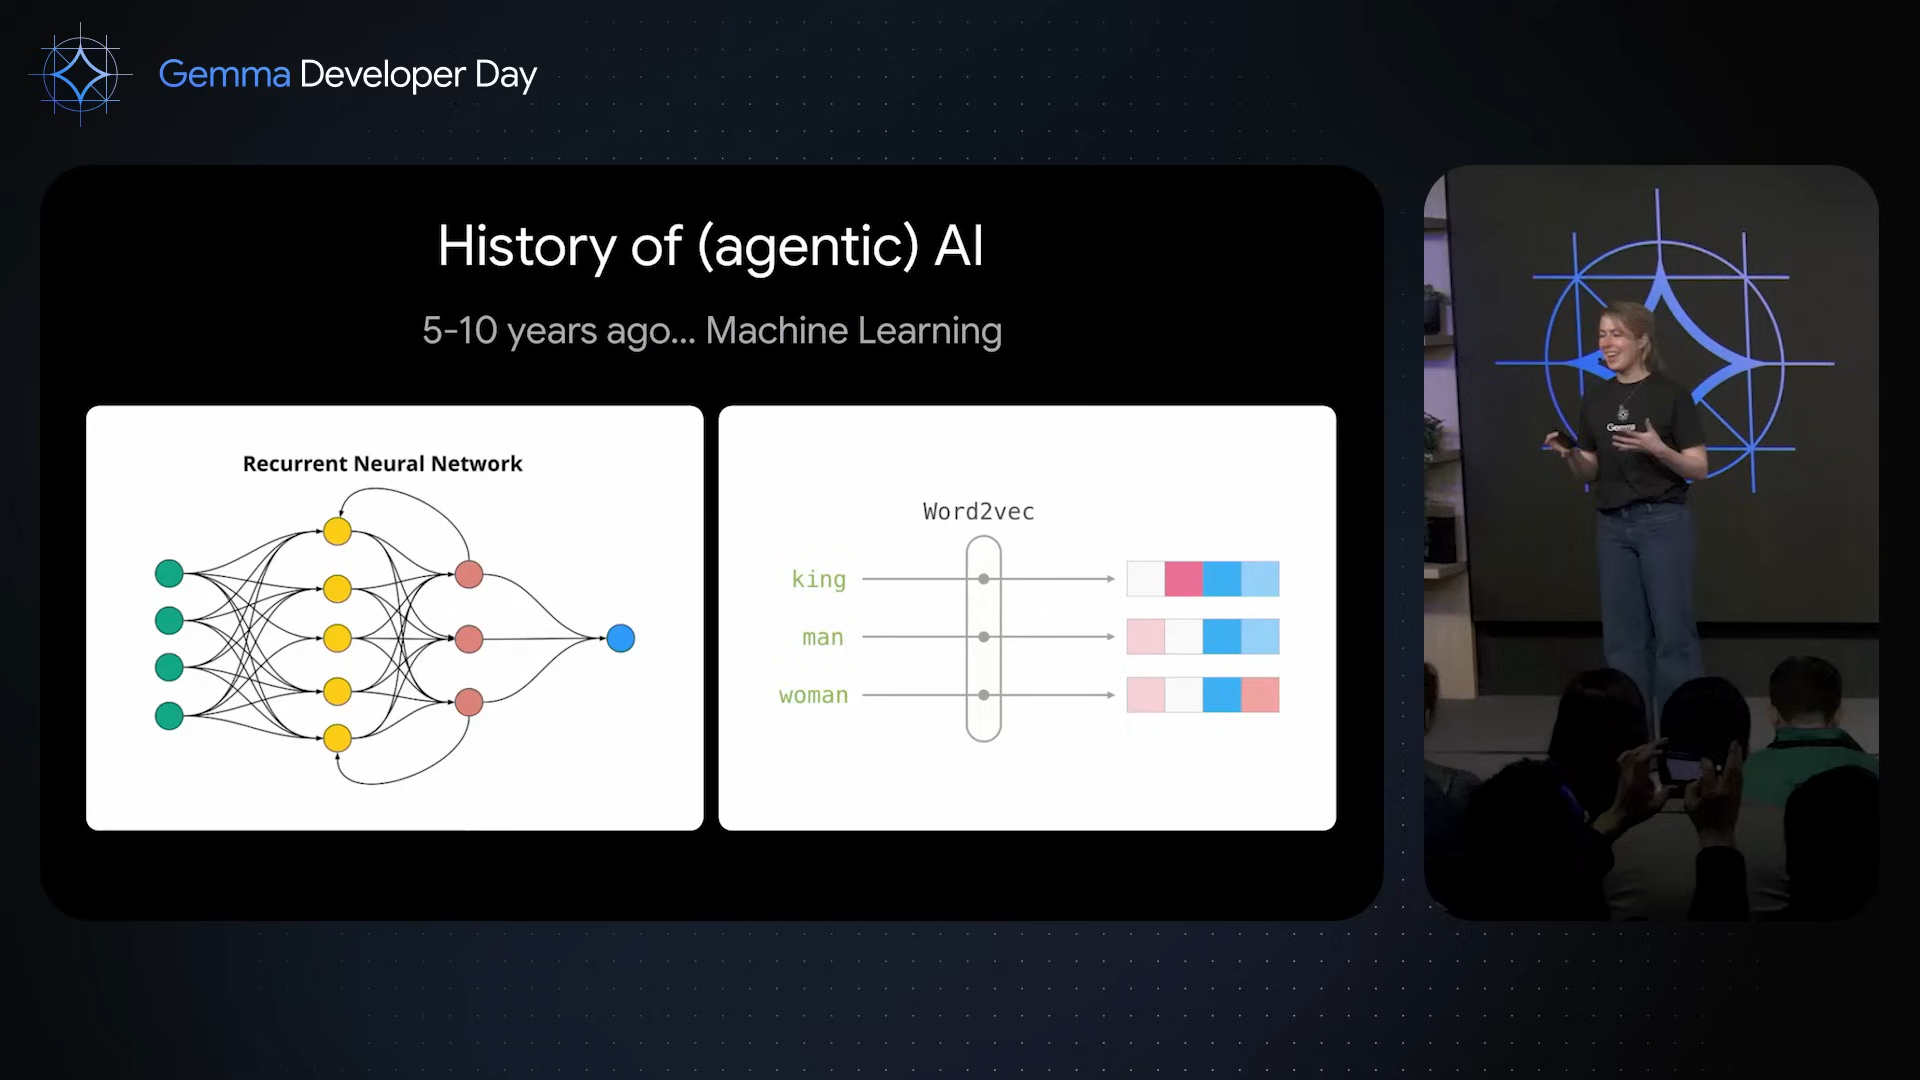 Gemma Developer Day
History of (agentic) AI
5-10 years ago... Machine Learning
Recurrent Neural Network
Word2vec
king
man
woman
Gemma